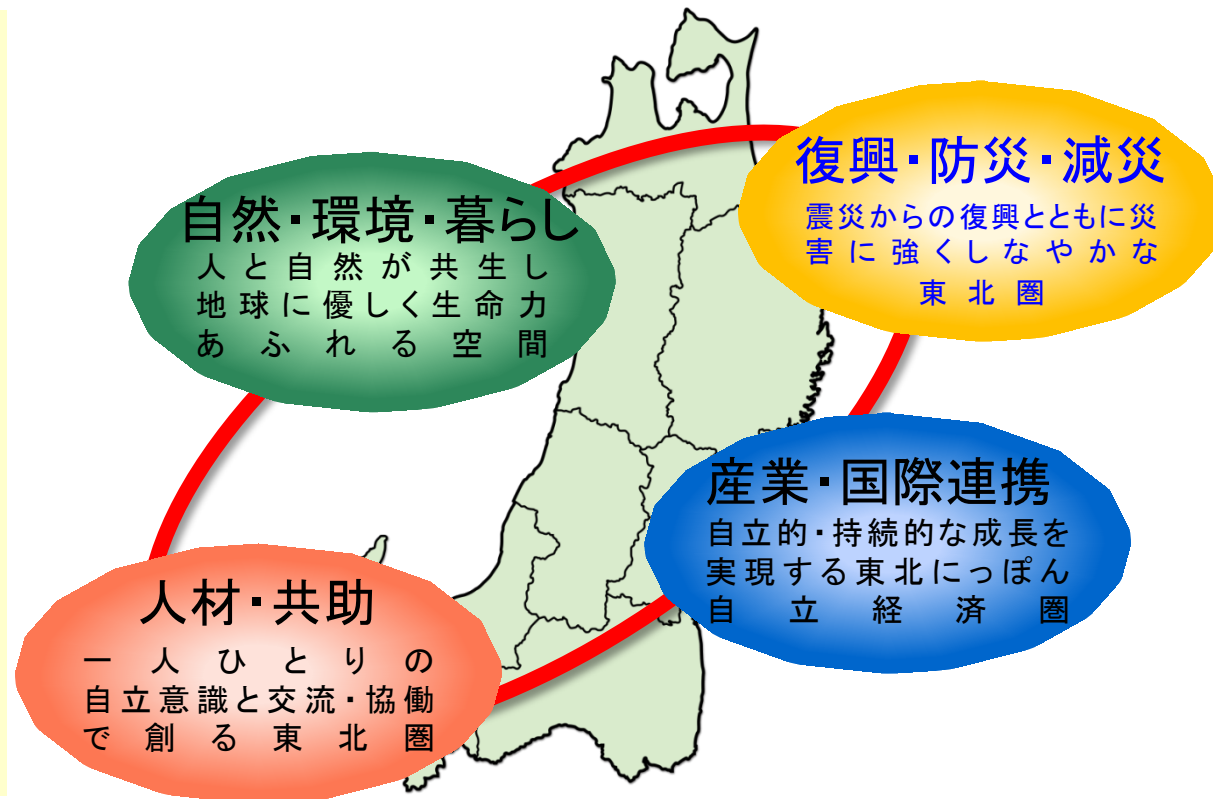 復興・防災・減災
震災からの復興とともに災
害に強くしなやかな
東北圏
自然・環境・暮らし
人と自然が共生し
地球に優しく生命力
あふれる空間
産業・国際連携
自立的・持続的な成長を
実現する東北にっぽん
自立経済圏
人材・共助
一人ひとりの
自立意識と交流・協働
で創る東北圏